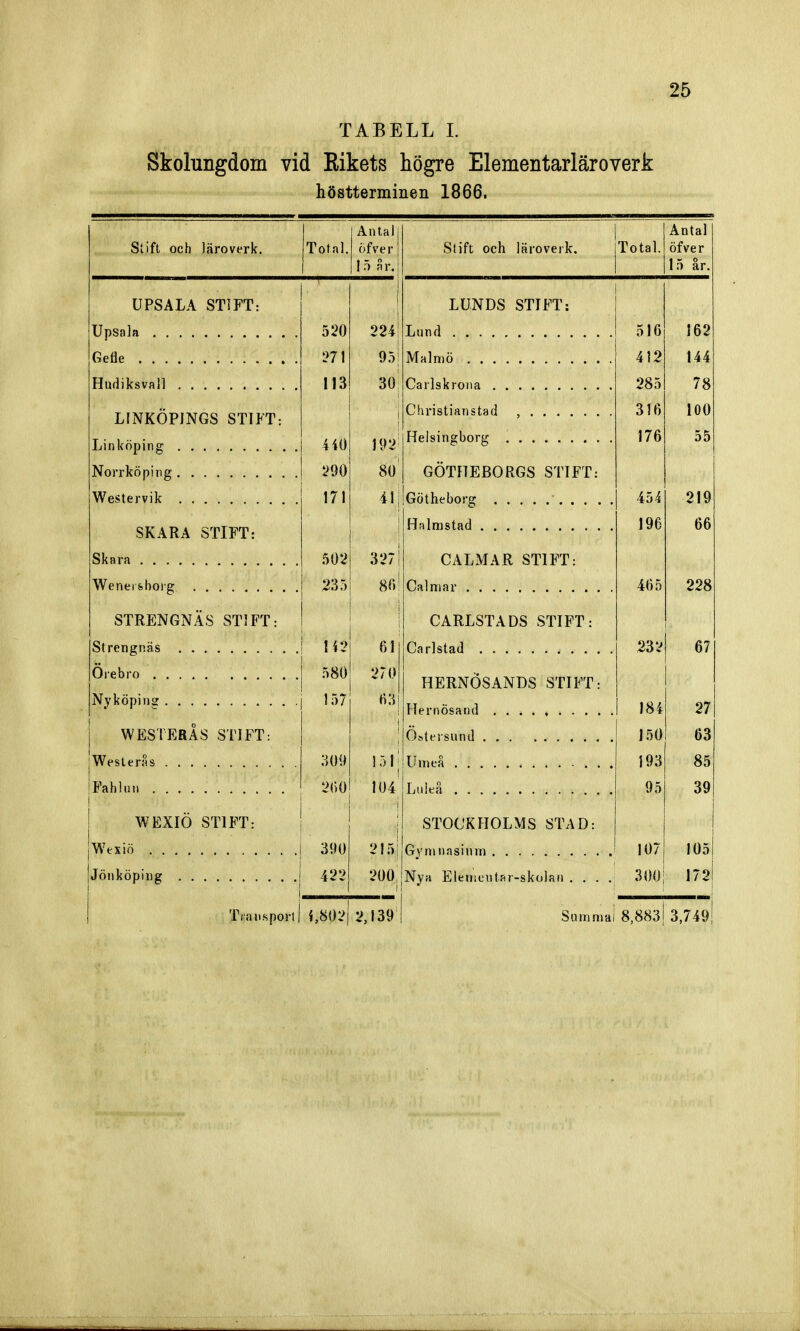 25
TABELL I.
Skolungdom vid Rikets högre Elementarläroverk
höstterminen 1866.
Stift och läroverk. Total. Antal öfver 15 år.
UPSALA STIFT:
Upsala 520 224
Gefle 271 95
Hudiksvall 113 30
LINKÖPINGS STIFT:
Linköping 440 192
Norrköping 290 80
Westervik 171 41
SKARA STIFT:
Skara 502 327
Wenersborg 235 86
STRENGNÄS STIFT:
Strengnäs 142 61
Örebro 580 270
Nyköping 157 63
WESTERÅS STIFT:
Westerås 309 151
Fahlun 260 104
WEXIÖ STIFT:
Wexiö 390 215
Jönköping 422 200
Transport 4,802 2,139
Stift och läroverk. Total. Antal öfver 15 år.
LUNDS STIFT:
Lund 516 162
Malmö 412 144
Carlskrona 285 78
Christianstad 316 100
Helsingborg 176 55
GÖTHEBORGS STIFT:
Götheborg 454 219
Halmstad 196 66
CALMAR STIFT:
Calmar 465 228
CARLSTADS STIFT:
Carlstad 232 67
HERNÖSANDS STIFT:
Hernösand 184 27
Östersund 150 63
Umeå 193 85
Luleå 95 39
STOCKHOLMS STAD:
Gymnasium 107 105
Nya Elementar-skolan 300 172
Summa 8,883 3,749